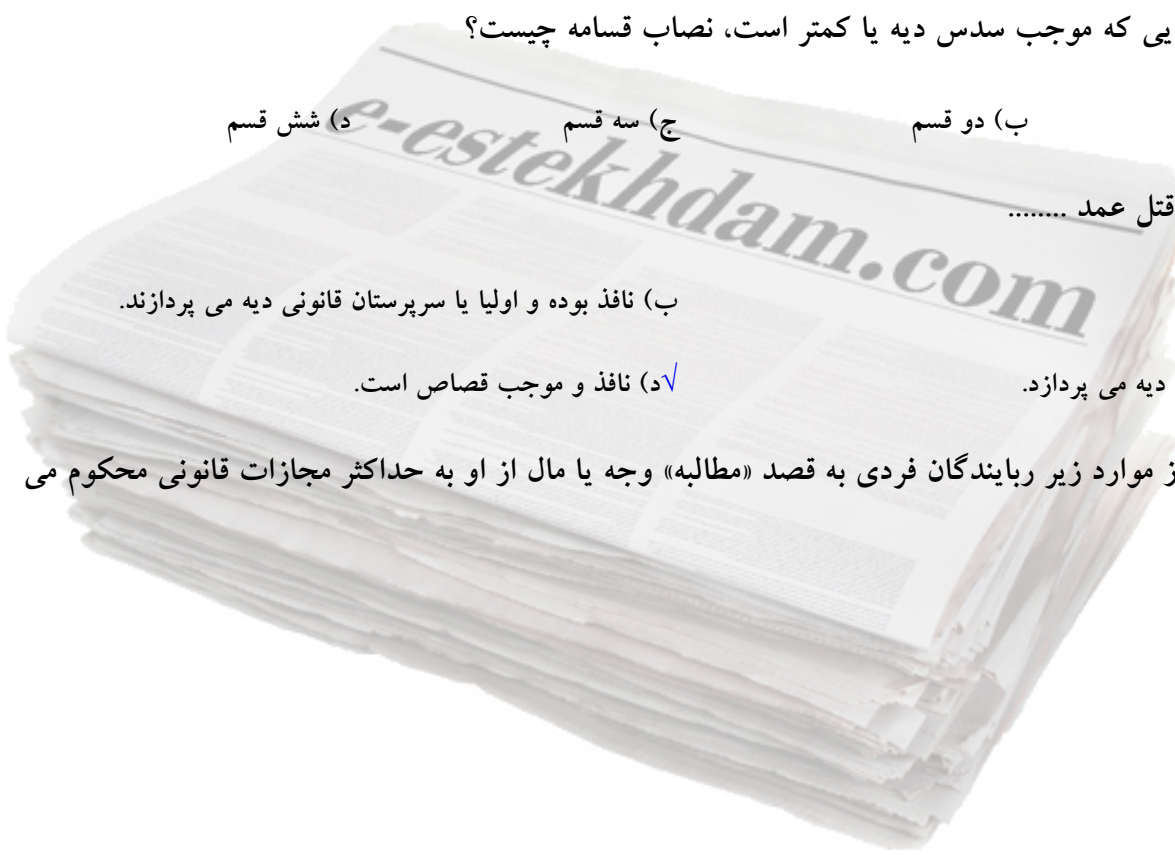 یی که موجب سدس دیه یا کمتر است، نصاب قسامه چیست؟
ب) دو قسم ج) سه قسم د) شش قسم
e-estekhdam.com
قتل عمد ........
ب) نافذ بوده و اولیا یا سرپرستان قانونی دیه می پردازند.
دیه می پردازد. √د) نافذ و موجب قصاص است.
ز موارد زیر ربایندگان فردی به قصد «مطالبه» وجه یا مال از او به حداکثر مجازات قانونی محکوم می